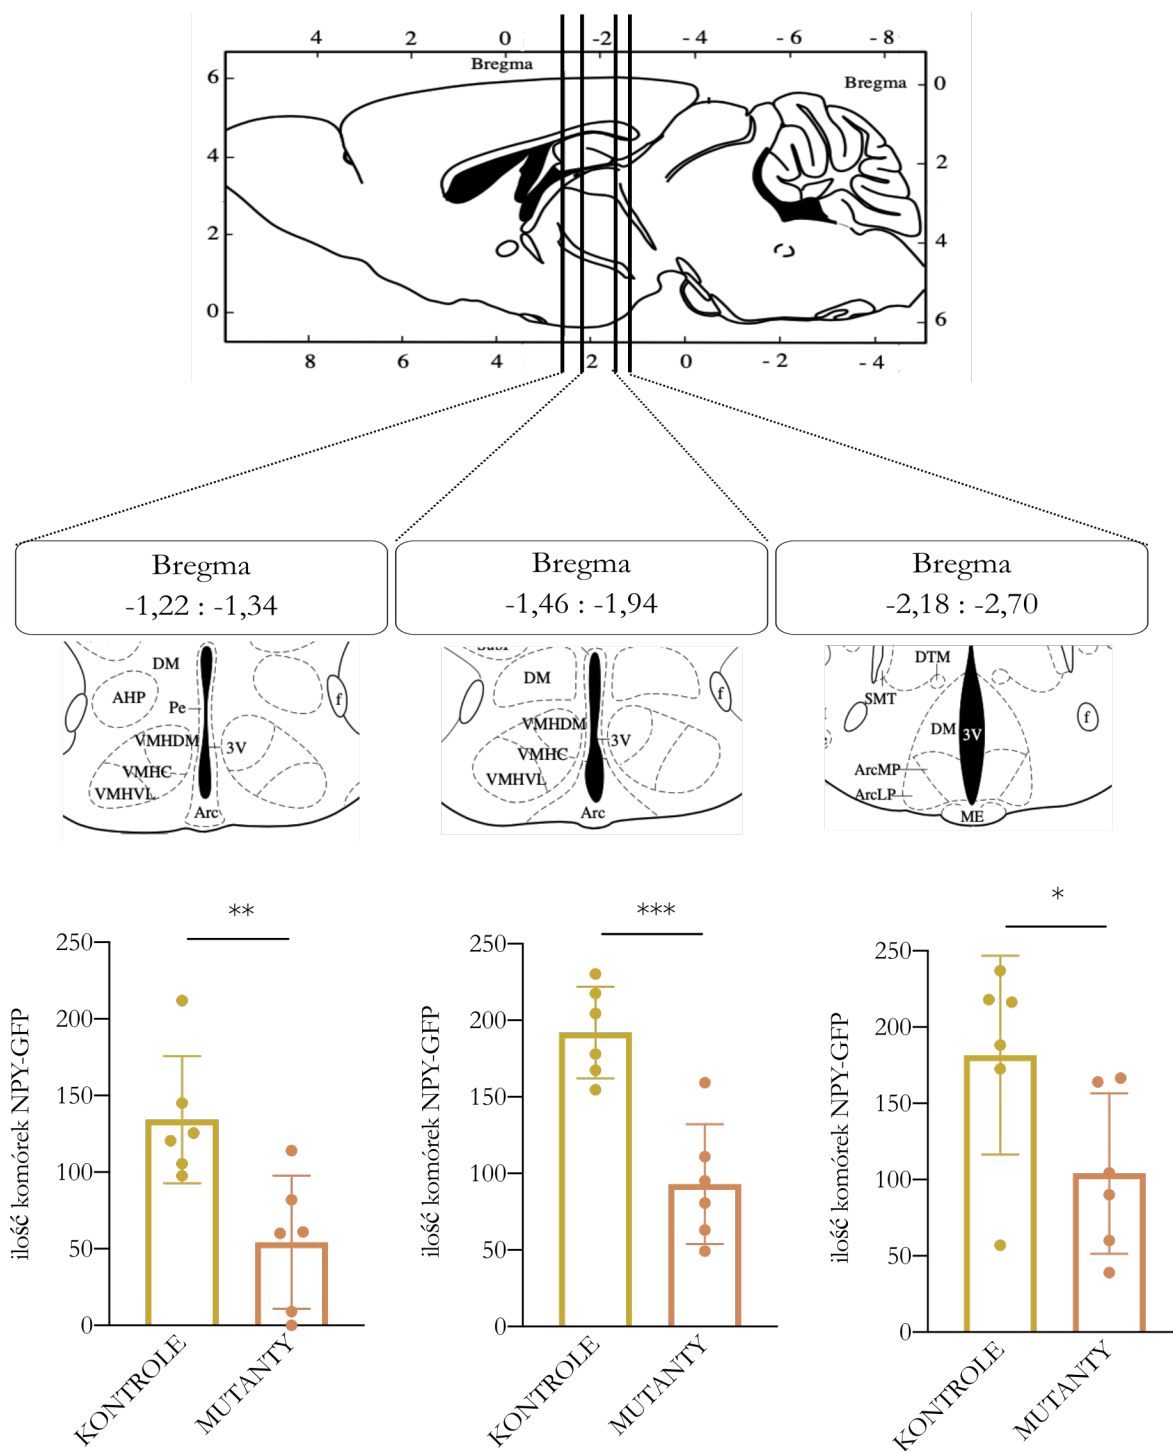 4 2 0 -2 - 4 - 6 - 8
Bregma
Bregma
6
4
2
0
0
2
4
6
8 6 4 2 0 - 2 - 4
Bregma
-1,22 : -1,34
Bregma
-1,46 : -1,94
Bregma
-2,18 : -2,70
DM
AHP
f
Pe
VMHDM
3V
VMHC
VMHVL
Arc
DM
f
VMHDM
3V
VMHC
VMHVL
Arc
DTM
SMT
f
DM
3V
ArcMP
ArcLP
ME
**
250
200
150
100
50
0
ilość komórek NPY-GFP
KONTROLE
MUTANTY
***
250
200
150
100
50
0
ilość komórek NPY-GFP
KONTROLE
MUTANTY
*
250
200
150
100
50
0
ilość komórek NPY-GFP
KONTROLE
MUTANTY